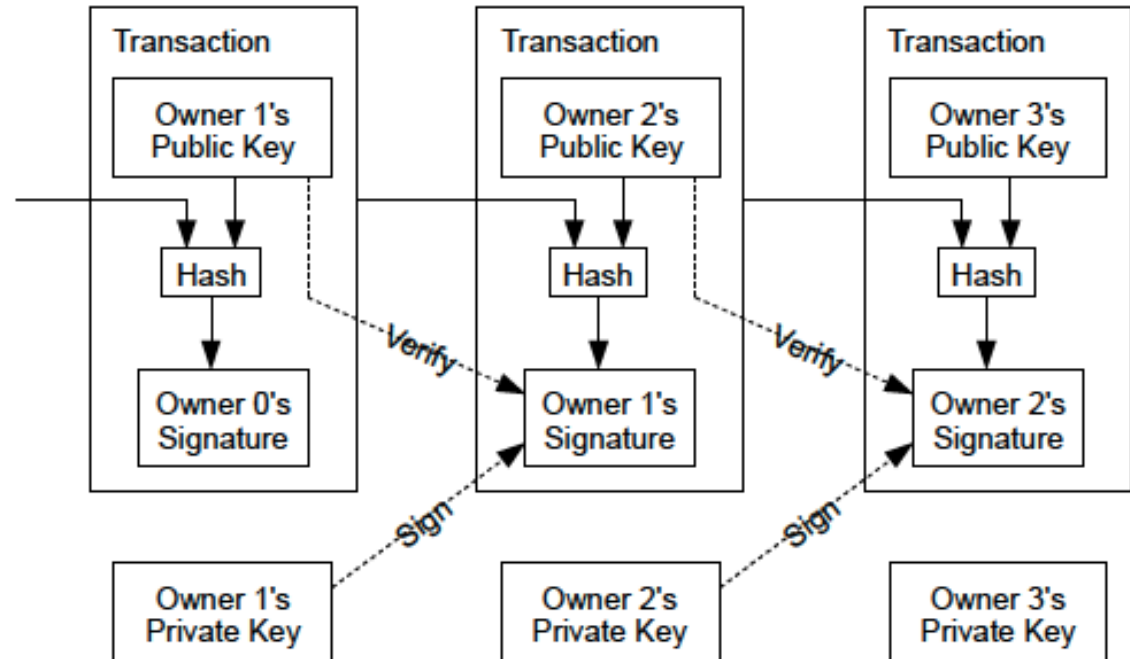 Transaction
Owner 1's
Public Key
Hash
Owner 0's
Signature
Transaction
Owner 2's
Public Key
Hash
Verify
Owner 1's
Signature
Sign
Transaction
Owner 3's
Public Key
Hash
Verify
Owner 2's
Signature
Sign
Owner 1's
Private Key
Owner 2's
Private Key
Owner 3's
Private Key